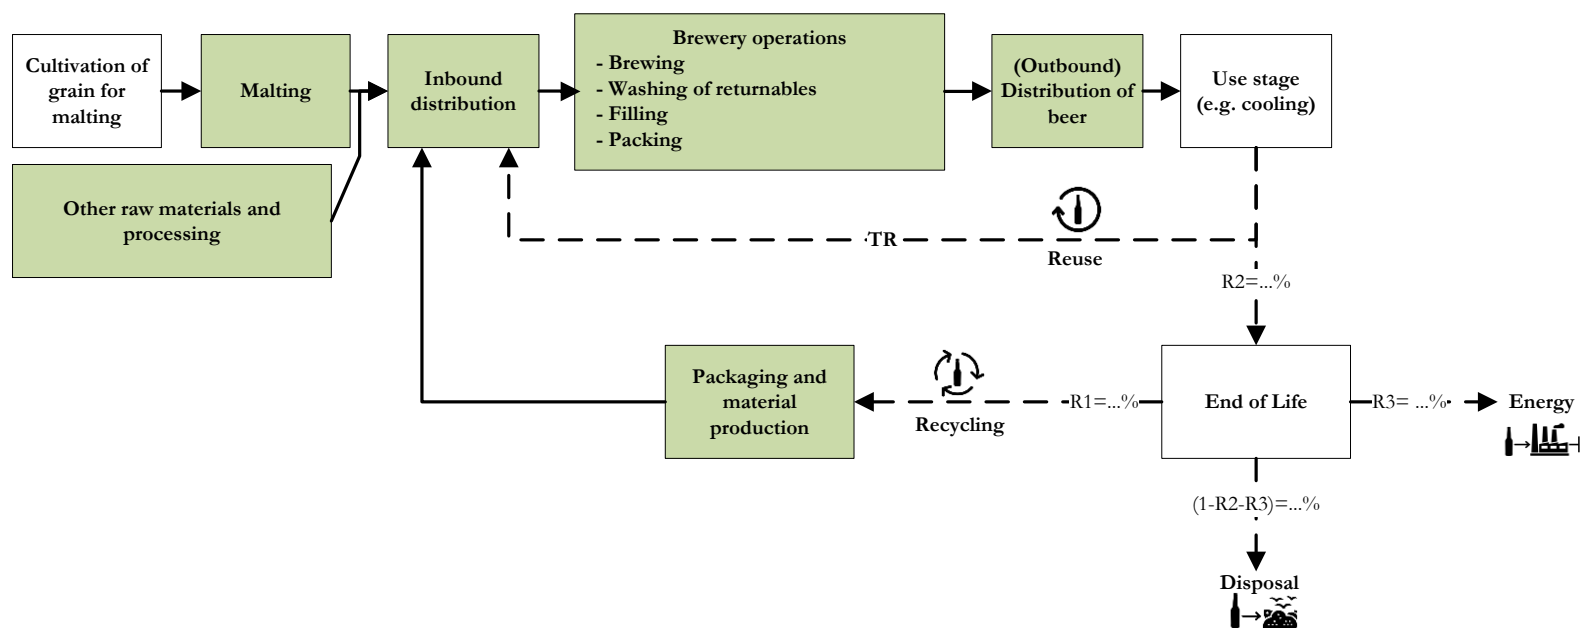 Cultivation of
grain for
malting
Malting
Inbound
distribution
Brewery operations
- Brewing
- Washing of returnables
- Filling
- Packing
(Outbound)
Distribution of
beer
Use stage
(e.g. cooling)
Other raw materials and
processing
TR
Reuse
R2=...%
Packaging and
material
production
Recycling
R1=...%
End of Life
R3= ...%
Energy
(1-R2-R3)=...%
Disposal